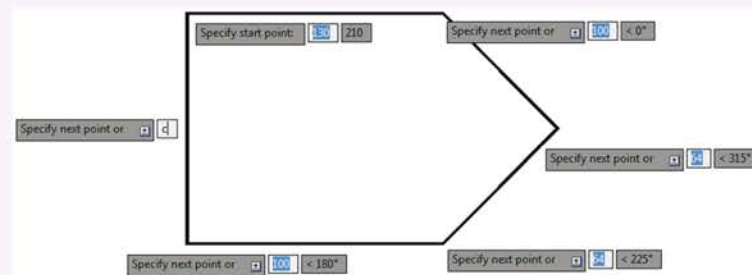 Specify start point: 130 210
Specify next point or 100 < 0°
Specify next point or c
Specify next point or 64 < 315°
Specify next point or 100 < 180°
Specify next point or 64 < 225°